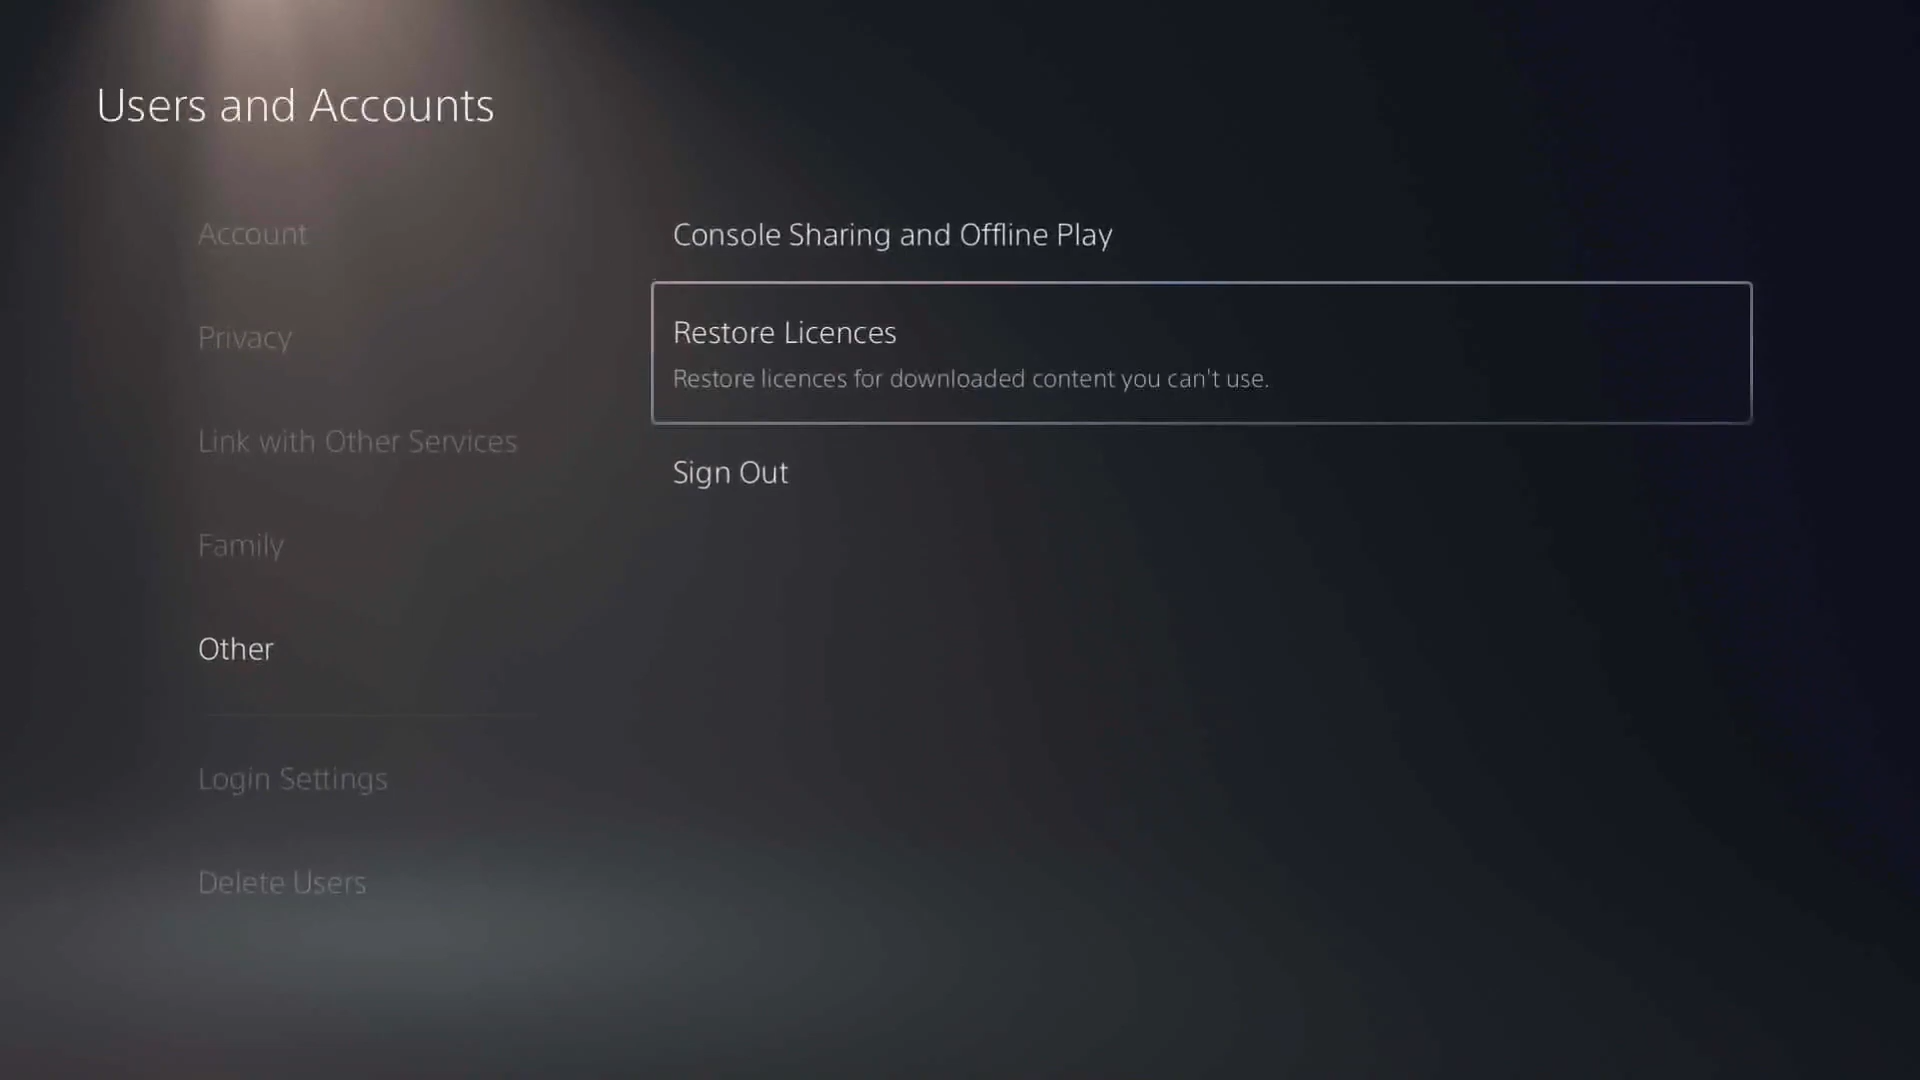 Users and Accounts
Account
Privacy
Link with Other Services
Family
Other
Login Settings
Delete Users
Console Sharing and Offline Play
Restore Licences
Restore licences for downloaded content you can't use.
Sign Out